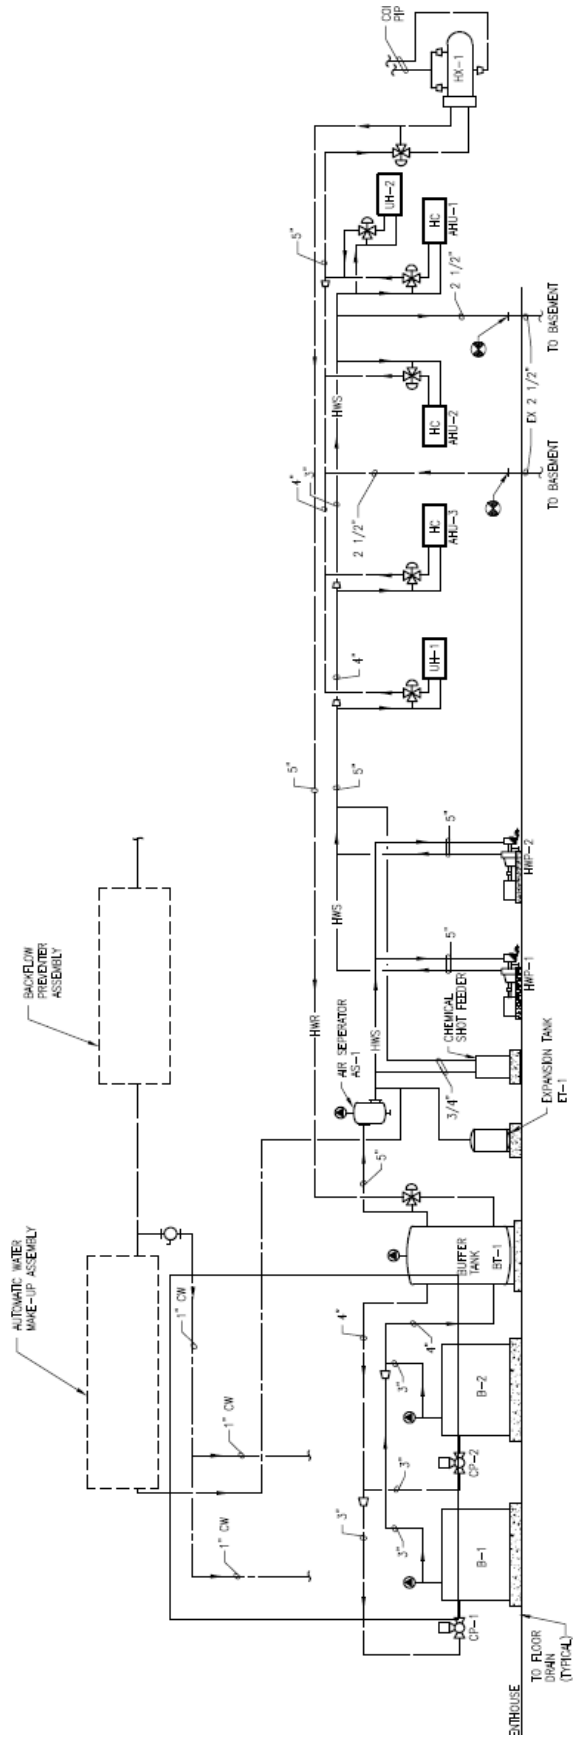 BACKFLOW
PREVENTER
ASSEMBLY
AUTOMATIC WATER
MAKE-UP ASSEMBLY
1" CW
1" CW
1" CW
COI
PIP
HX-1
5"
UH-2
HC
AHU-1
2 1/2"
TO BASEMENT
EX 2 1/2"
HWS
HC
AHU-2
4"
3"
2 1/2"
TO BASEMENT
HC
AHU-3
4"
UH-1
5"
5"
HWS
5"
HWP-2
5"
HWP-1
HWR
AIR SEPERATOR
AS-1
HWS
CHEMICAL
SHOT FEEDER
3/4"
EXPANSION TANK
ET-1
5"
BUFFER
TANK
BT-1
4"
4"
3"
B-2
CP-2
3"
3"
3"
B-1
CP-1
TO FLOOR
DRAIN
(TYPICAL)
ENTHOUSE